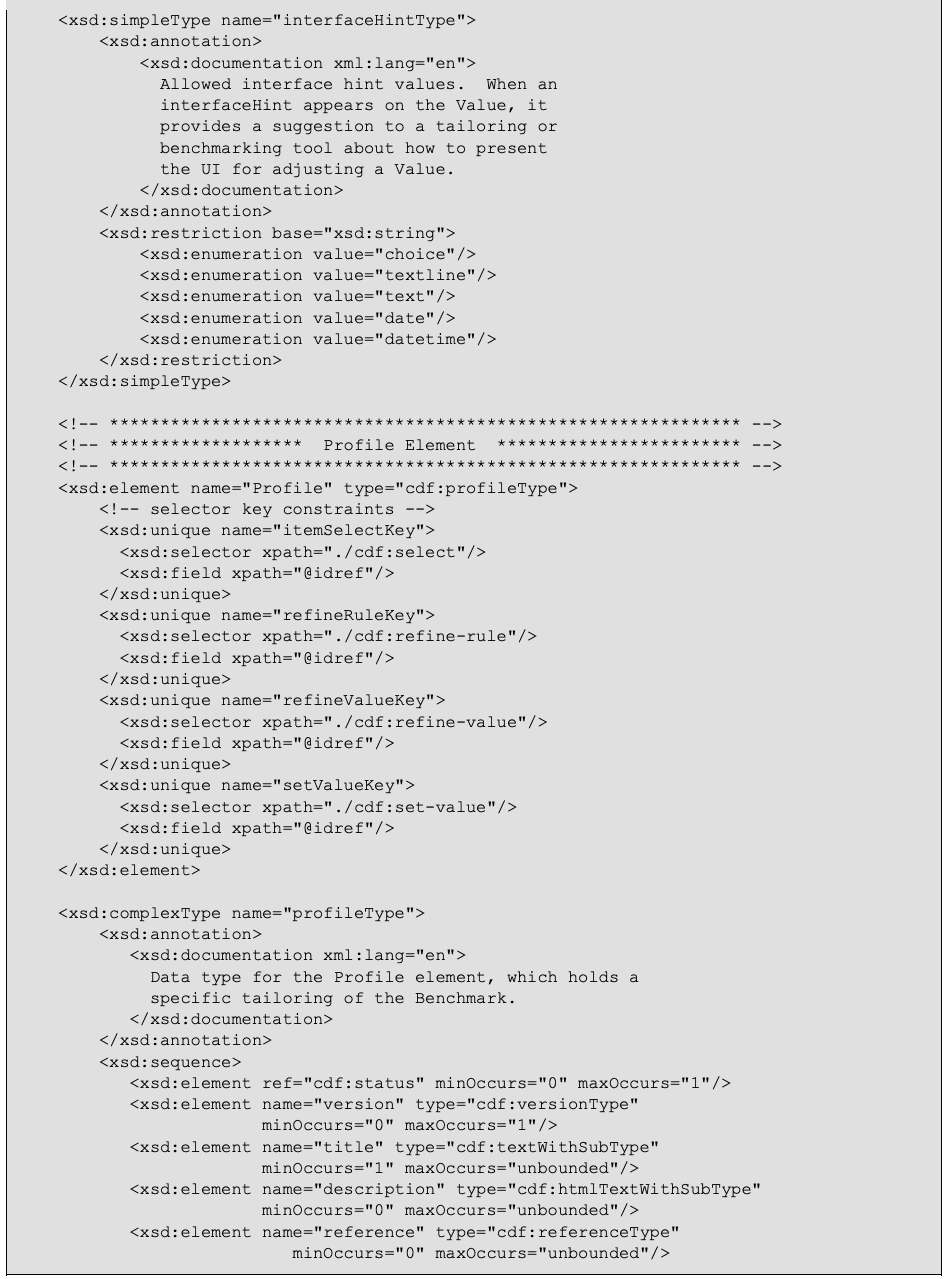 <xsd:simpleType name="interfaceHintType">
<xsd:annotation>
<xsd:documentation xml:lang="en">
Allowed interface hint values.  When an
interfaceHint appears on the Value, it
provides a suggestion to a tailoring or
benchmarking tool about how to present
the UI for adjusting a Value.
</xsd:documentation>
</xsd:annotation>
<xsd:restriction base="xsd:string">
<xsd:enumeration value="choice"/>
<xsd:enumeration value="textline"/>
<xsd:enumeration value="text"/>
<xsd:enumeration value="date"/>
<xsd:enumeration value="datetime"/>
</xsd:restriction>
</xsd:simpleType>
<!-- ************************************************************** -->
<!-- *******************  Profile Element  ************************ -->
<!-- ************************************************************** -->
<xsd:element name="Profile" type="cdf:profileType">
<!-- selector key constraints -->
<xsd:unique name="itemSelectKey">
<xsd:selector xpath="./cdf:select"/>
<xsd:field xpath="@idref"/>
</xsd:unique>
<xsd:unique name="refineRuleKey">
<xsd:selector xpath="./cdf:refine-rule"/>
<xsd:field xpath="@idref"/>
</xsd:unique>
<xsd:unique name="refineValueKey">
<xsd:selector xpath="./cdf:refine-value"/>
<xsd:field xpath="@idref"/>
</xsd:unique>
<xsd:unique name="setValueKey">
<xsd:selector xpath="./cdf:set-value"/>
<xsd:field xpath="@idref"/>
</xsd:unique>
</xsd:element>
<xsd:complexType name="profileType">
<xsd:annotation>
<xsd:documentation xml:lang="en">
Data type for the Profile element, which holds a
specific tailoring of the Benchmark.
</xsd:documentation>
</xsd:annotation>
<xsd:sequence>
<xsd:element ref="cdf:status" minOccurs="0" maxOccurs="1"/>
<xsd:element name="version" type="cdf:versionType"
minOccurs="0" maxOccurs="1"/>
<xsd:element name="title" type="cdf:textWithSubType"
minOccurs="1" maxOccurs="unbounded"/>
<xsd:element name="description" type="cdf:htmlTextWithSubType"
minOccurs="0" maxOccurs="unbounded"/>
<xsd:element name="reference" type="cdf:referenceType"
minOccurs="0" maxOccurs="unbounded"/>